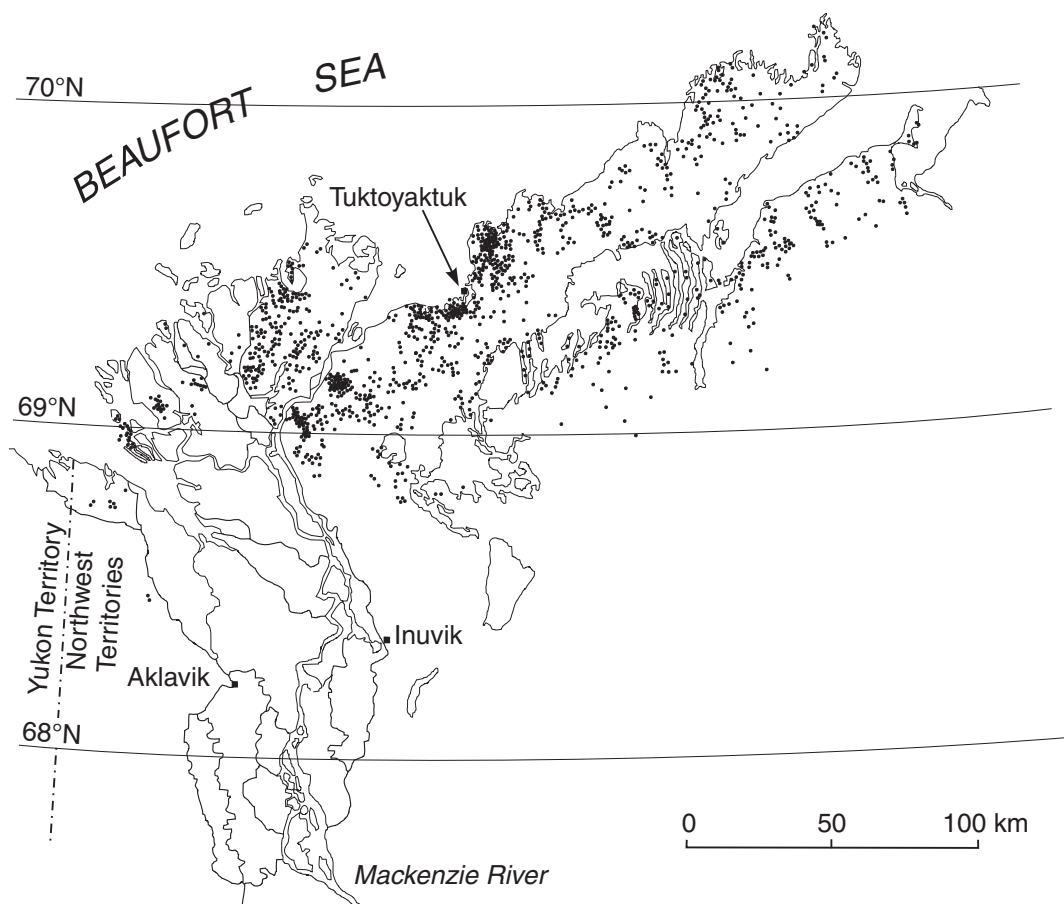 BEAUFORT SEA
70°N
Tuktoyaktuk
69°N
Yukon Territory
Northwest
Territories
Inuvik
Aklavik
68°N
0 50 100 km
Mackenzie River